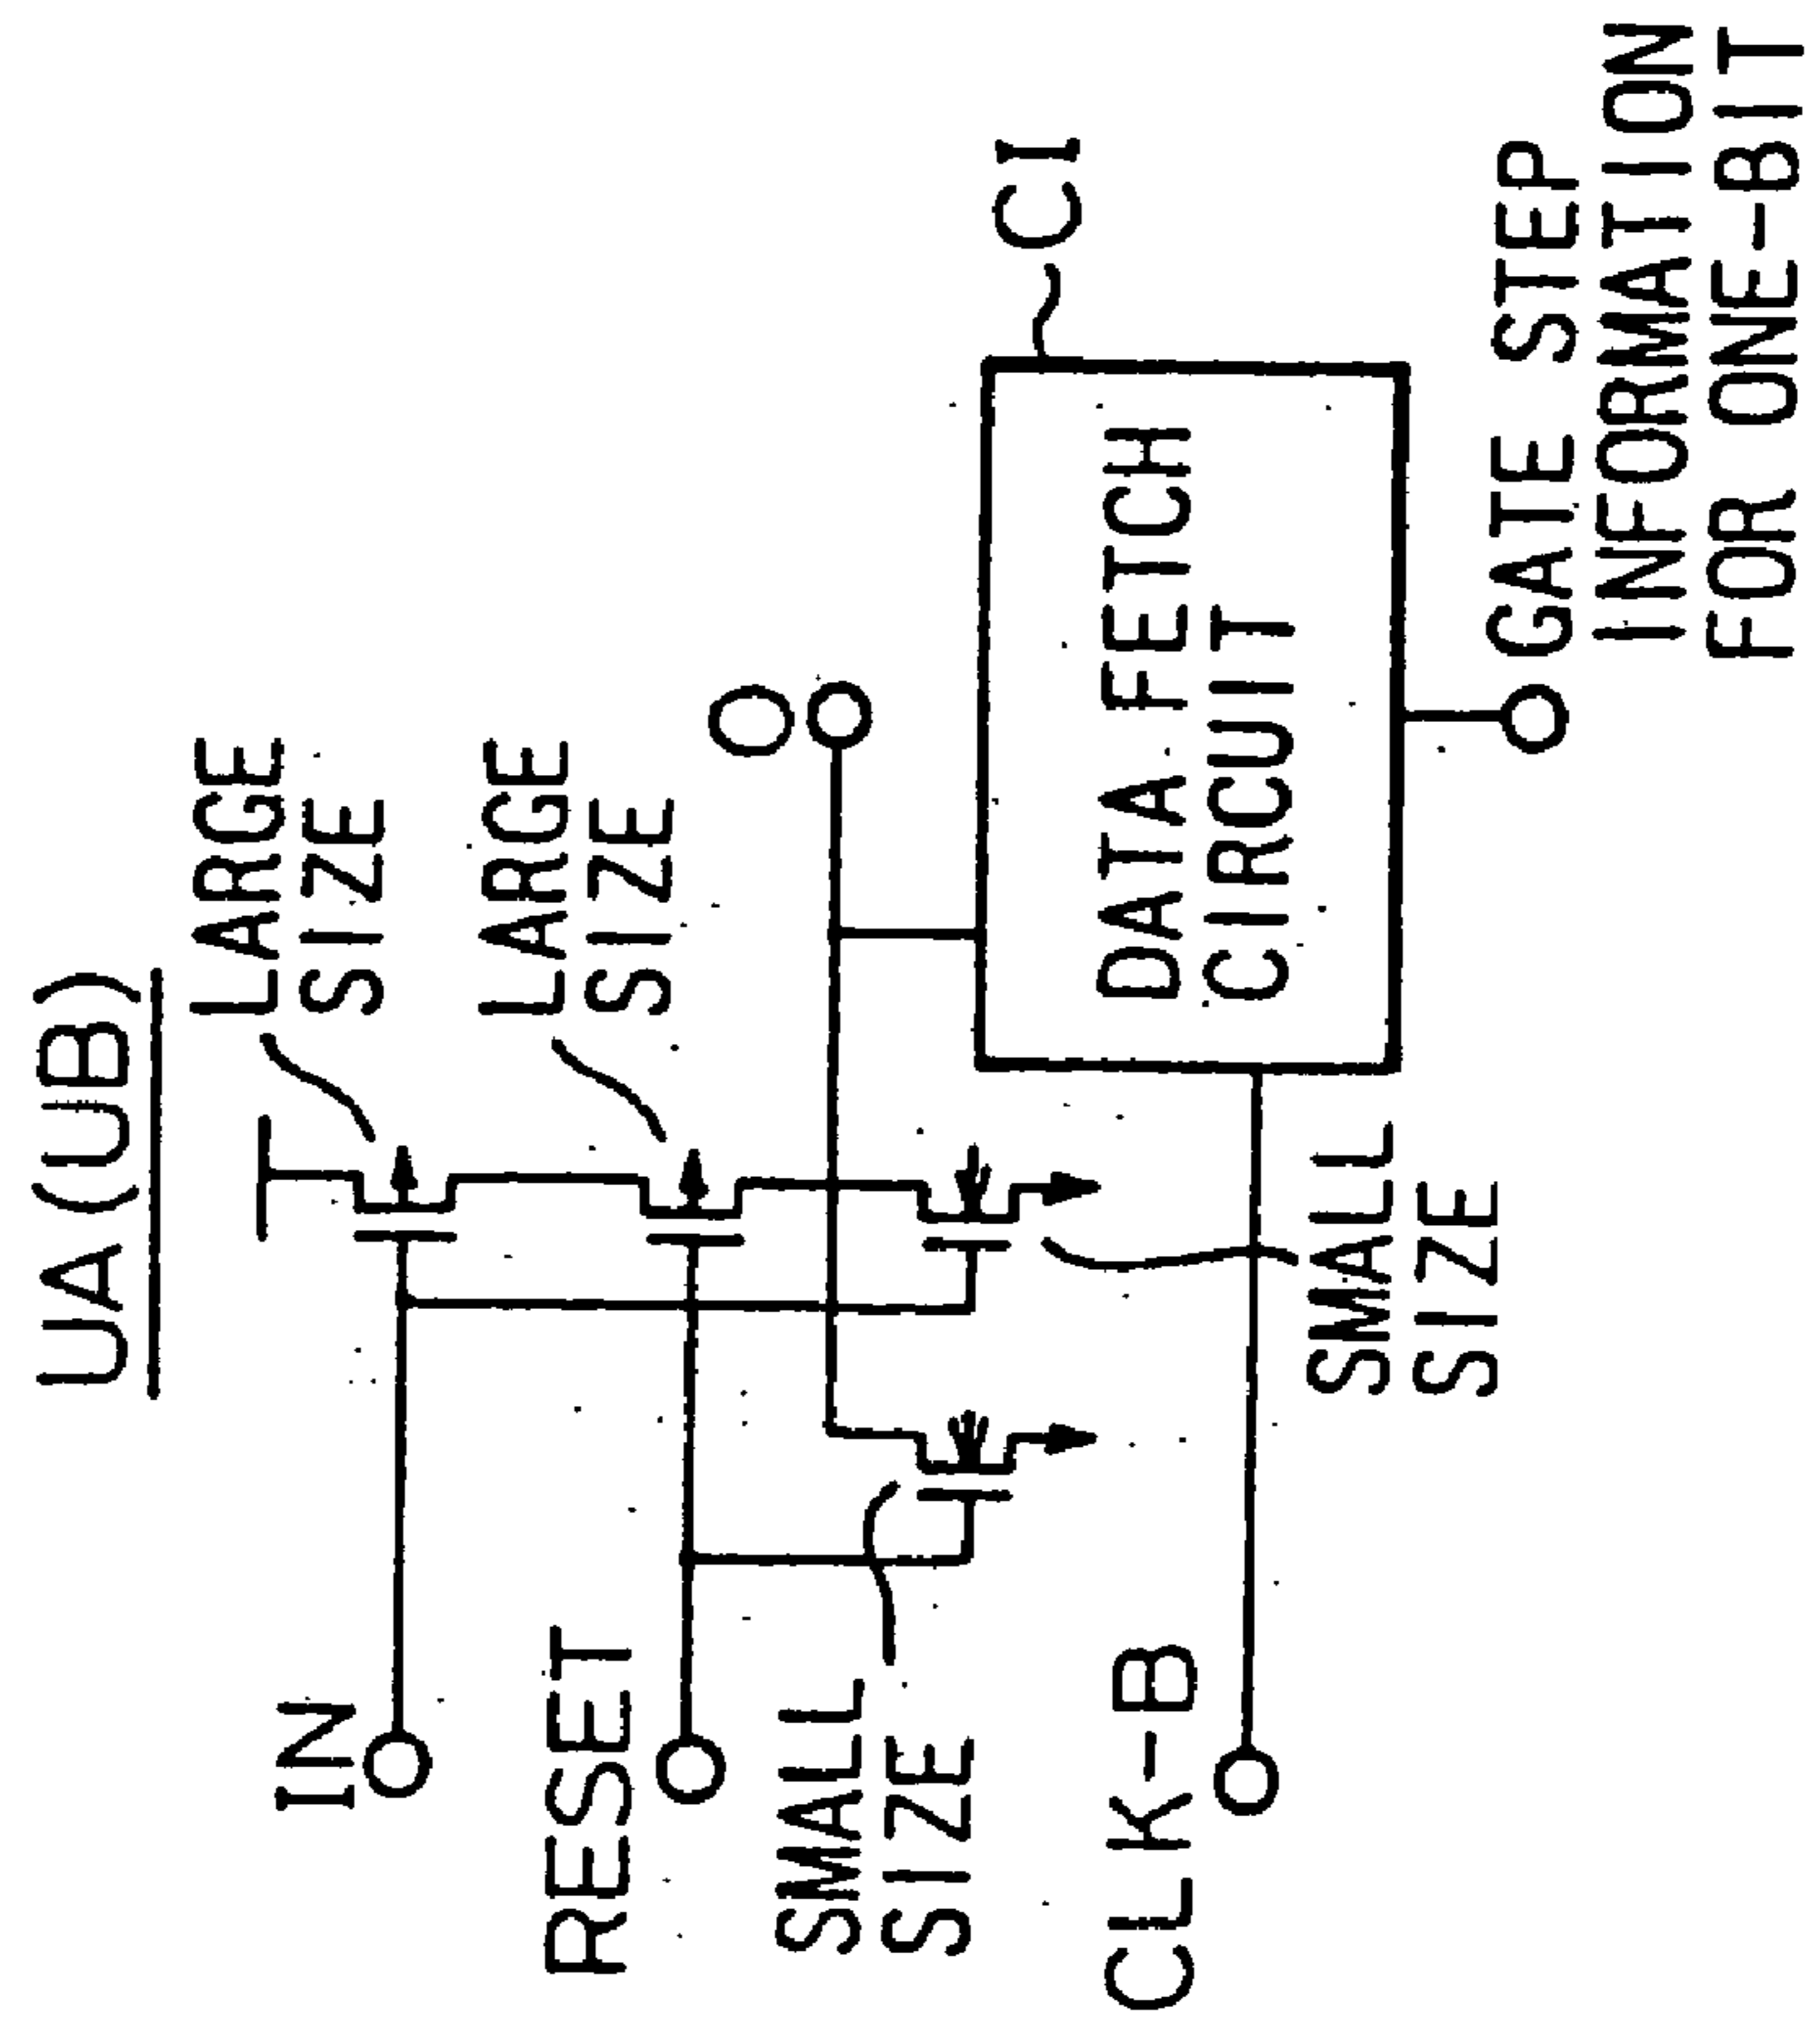 UA (UB)
LARGE
SIZE
LARGE
SIZE
IN
RESET
O
SMALL
SIZE
CLK-B
SMALL
SIZE
DATA FETCH
CIRCUIT
CI
GATE STEP
INFORMATION
FOR ONE-BIT